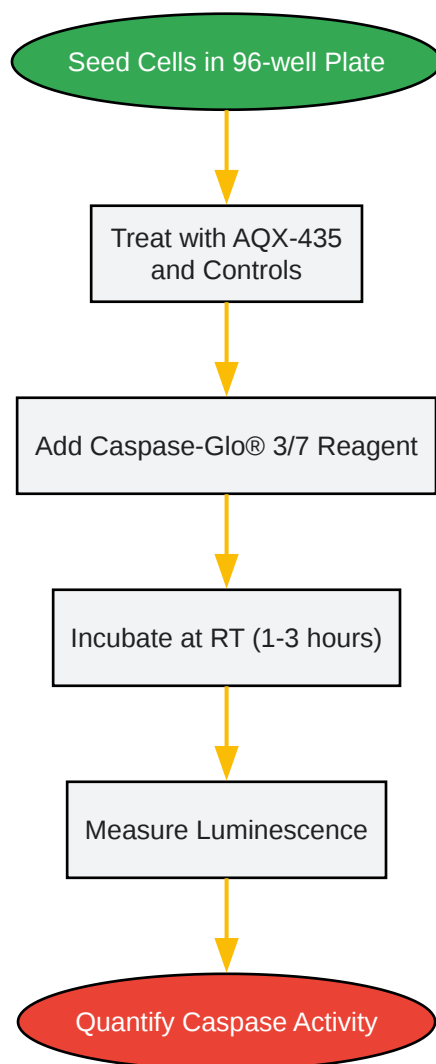 Seed Cells in 96-well Plate
Treat with AQX-435
and Controls
Add Caspase-Glo® 3/7 Reagent
Incubate at RT (1-3 hours)
Measure Luminescence
Quantify Caspase Activity